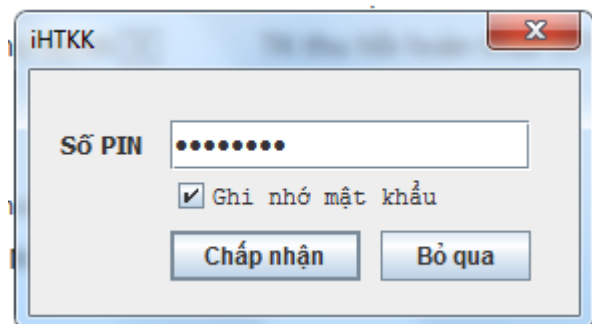 iHTKK
Số PIN ••••••••
Ghi nhớ mật khẩu
Chấp nhận Bỏ qua